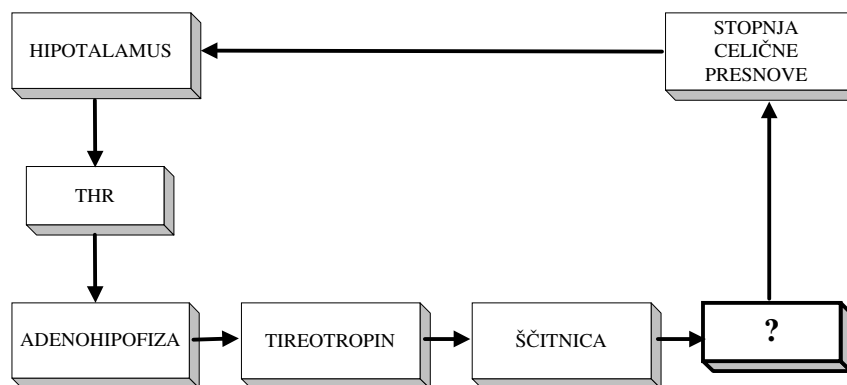 HIPOTALAMUS
STOPNJA
CELIČNE
PRESNOVE
THR
ADENOHIPOFIZA
TIREOTROPIN
ŠČITNICA
?